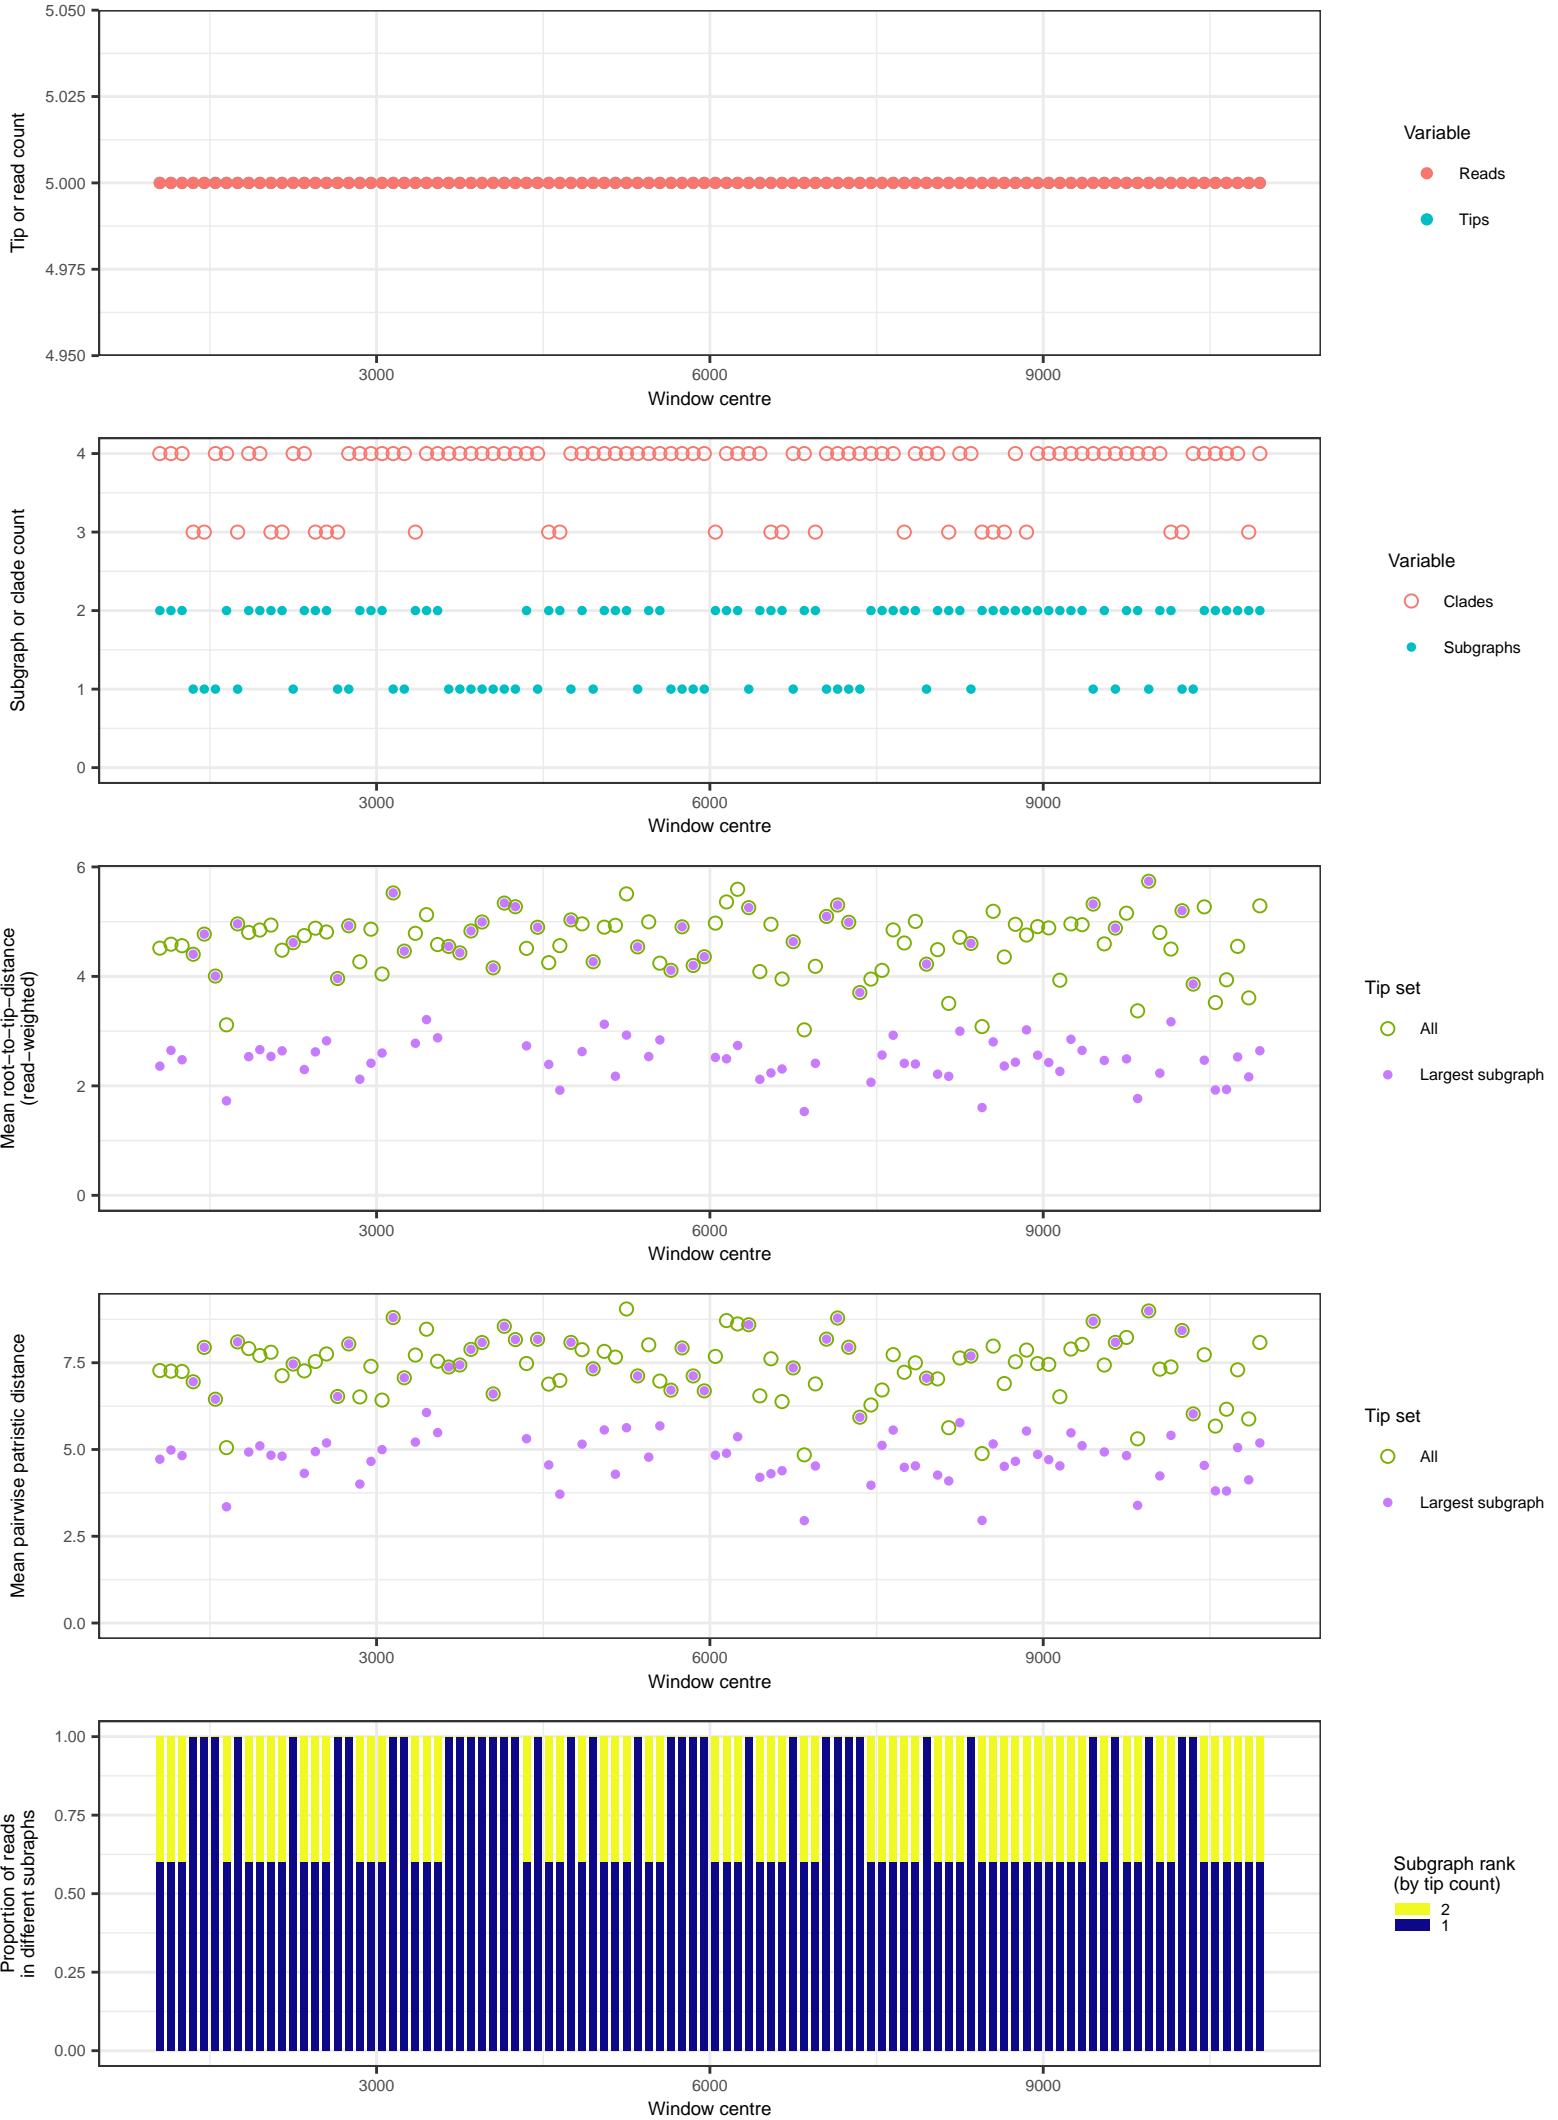 5.050
5.025
5.000
4.975
4.950
Tip or read count
3000
6000
9000
Window centre
Variable
Reads
Tips
4
3
2
1
0
Subgraph or clade count
3000
6000
9000
Window centre
Variable
Clades
Subgraphs
6
4
2
0
Mean root−to−tip−distance
(read−weighted)
3000
6000
9000
Window centre
Tip set
All
Largest subgraph
7.5
5.0
2.5
0.0
Mean pairwise patristic distance
3000
6000
9000
Window centre
Tip set
All
Largest subgraph
1.00
0.75
0.50
0.25
0.00
Proportion of reads
in different subraphs
3000
6000
9000
Window centre
Subgraph rank
(by tip count)
2
1